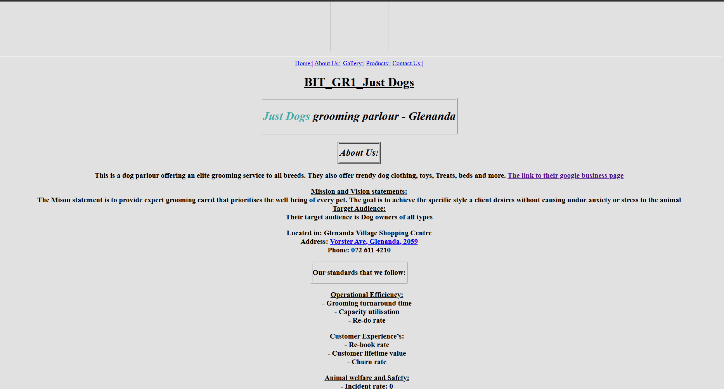 Home| About Us| Gallery| Products| Contact Us|
BIT_GR1_Just Dogs
Just Dogs grooming parlour - Glenanda
About Us:
This is a dog parlour offering an elite grooming service to all breeds. They also offer trendy dog clothing, toys, Treats, beds and more. The link to their google business page
Mission and Vision statements:
The Mison statement is to provide expert grooming cared that prioritises the well being of every pet. The goal is to achieve the specific style a client desires without causing undue anxiety or stress to the animal
Target Audience:
Their target audience is Dog owners of all types
Located in: Glenanda Village Shopping Centre
Address: Vorster Ave, Glenanda, 2059
Phone: 072 611 4210
Our standards that we follow:
Operational Efficiency:
- Grooming turnaround time
- Capacity utilisation
- Re-do rate
Customer Experience's:
- Re-book rate
- Customer lifetime value
- Churn rate
Animal welfare and Safety:
- Incident rate: 0